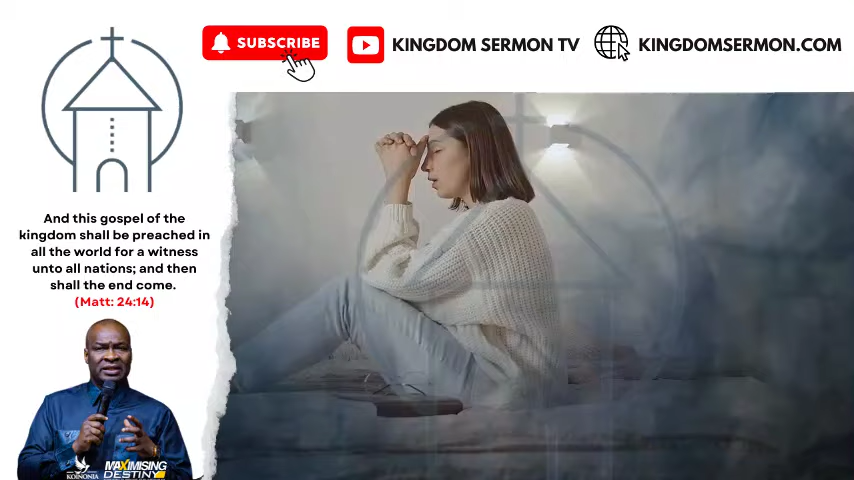 SUBSCRIBE
KINGDOM SERMON TV
KINGDOMSERMON.COM
And this gospel of the
kingdom shall be preached in
all the world for a witness
unto all nations; and then
shall the end come.
(Matt: 24:14)
KOINONIA
MAXIMISING
DESTINY